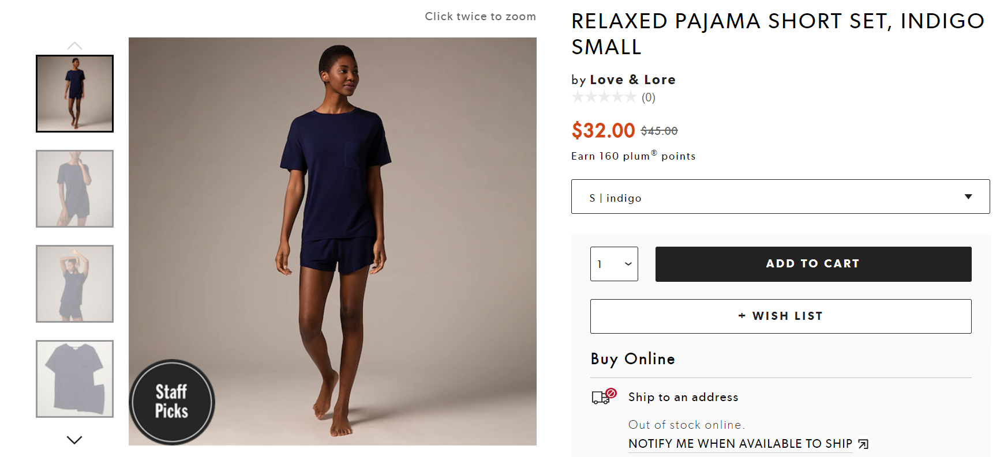 Click twice to zoom
Staff
Picks
RELAXED PAJAMA SHORT SET, INDIGO
SMALL
by Love & Lore
(0)
$32.00 $45.00
Earn 160 plum® points
S | indigo
1
ADD TO CART
+ WISH LIST
Buy Online
Ship to an address
Out of stock online.
NOTIFY ME WHEN AVAILABLE TO SHIP